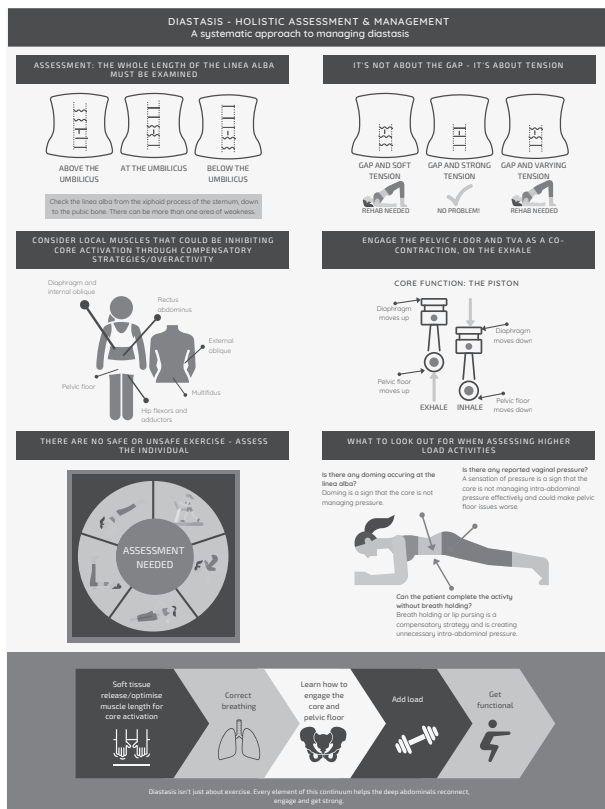 DIASTASIS - HOLISTIC ASSESSMENT & MANAGEMENT
A systematic approach to managing diastasis
ASSESSMENT: THE WHOLE LENGTH OF THE LINEA ALBA
MUST BE EXAMINED
ABOVE THE
UMBILICUS
AT THE UMBILICUS
BELOW THE
UMBILICUS
Check the linea alba from the xiphoid process of the sternum, down
to the pubic bone. There can be more than one area of weakness.
IT'S NOT ABOUT THE GAP - IT'S ABOUT TENSION
GAP AND SOFT
TENSION
REHAB NEEDED
GAP AND STRONG
TENSION
NO PROBLEM!
GAP AND VARYING
TENSION
REHAB NEEDED
CONSIDER LOCAL MUSCLES THAT COULD BE INHIBITING
CORE ACTIVATION THROUGH COMPENSATORY
STRATEGIES/OVERACTIVITY
Diaphragm and
internal oblique
Rectus
abdominus
External
oblique
Pelvic floor
Multifidus
Hip flexors and
adductors
ENGAGE THE PELVIC FLOOR AND TVA AS A CO-
CONTRACTION, ON THE EXHALE
CORE FUNCTION: THE PISTON
Diaphragm
moves up
Diaphragm
moves down
Pelvic floor
moves up
Pelvic floor
moves down
EXHALE
INHALE
THERE ARE NO SAFE OR UNSAFE EXERCISE - ASSESS
THE INDIVIDUAL
ASSESSMENT
NEEDED
WHAT TO LOOK OUT FOR WHEN ASSESSING HIGHER
LOAD ACTIVITIES
Is there any doming occuring at the
linea alba?
Doming is a sign that the core is not
managing pressure.
Is there any reported vaginal pressure?
A sensation of pressure is a sign that the
core is not managing intra-abdominal
pressure effectively and could make pelvic
floor issues worse.
Can the patient complete the activty
without breath holding?
Breath holding or lip pursing is a
compensatory strategy and is creating
unnecessary intra-abdominal pressure.
Soft tissue
release/optimise
muscle length for
core activation
Correct
breathing
Learn how to
engage the
core and
pelvic floor
Add load
Get
functional
Diastasis isn't just about exercise. Every element of this continuum helps the deep abdominals reconnect,
engage and get strong.